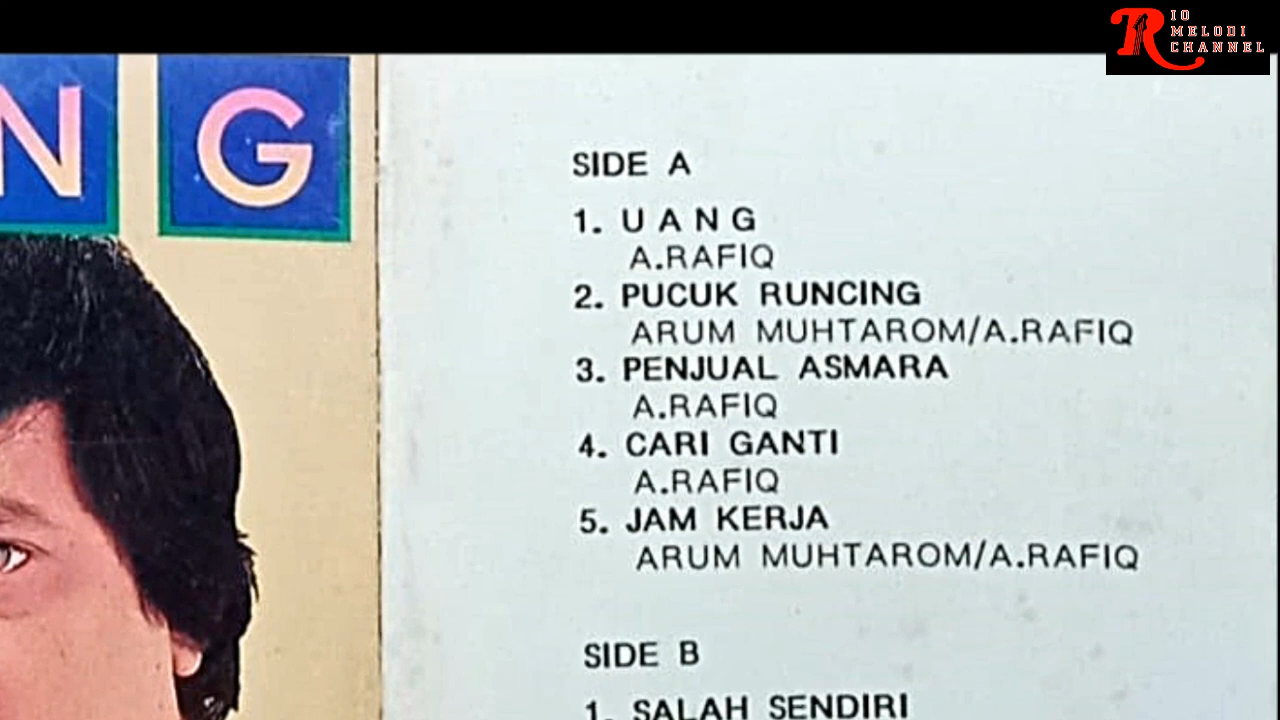 RIO
MELODI
CHANNEL
NG
SIDE A
1. UANG
A.RAFIQ
2. PUCUK RUNCING
ARUM MUHTAROM/A.RAFIQ
3. PENJUAL ASMARA
A.RAFIQ
4. CARI GANTI
A.RAFIQ
5. JAM KERJA
ARUM MUHTAROM/A.RAFIQ
SIDE B
1. SALAH SENDIRI